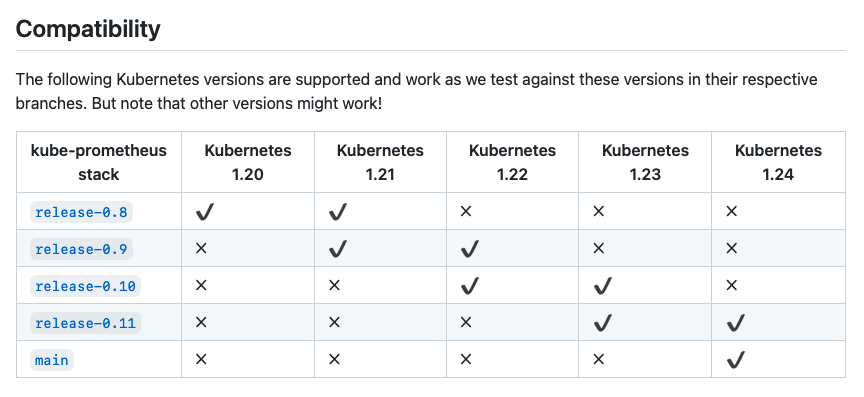 Compatibility
The following Kubernetes versions are supported and work as we test against these versions in their respective
branches. But note that other versions might work!
kube-prometheus stack Kubernetes 1.20 Kubernetes 1.21 Kubernetes 1.22 Kubernetes 1.23 Kubernetes 1.24
release-0.8 ✔ ✔ ✗ ✗ ✗
release-0.9 ✗ ✔ ✔ ✗ ✗
release-0.10 ✗ ✗ ✔ ✔ ✗
release-0.11 ✗ ✗ ✗ ✔ ✔
main ✗ ✗ ✗ ✗ ✔